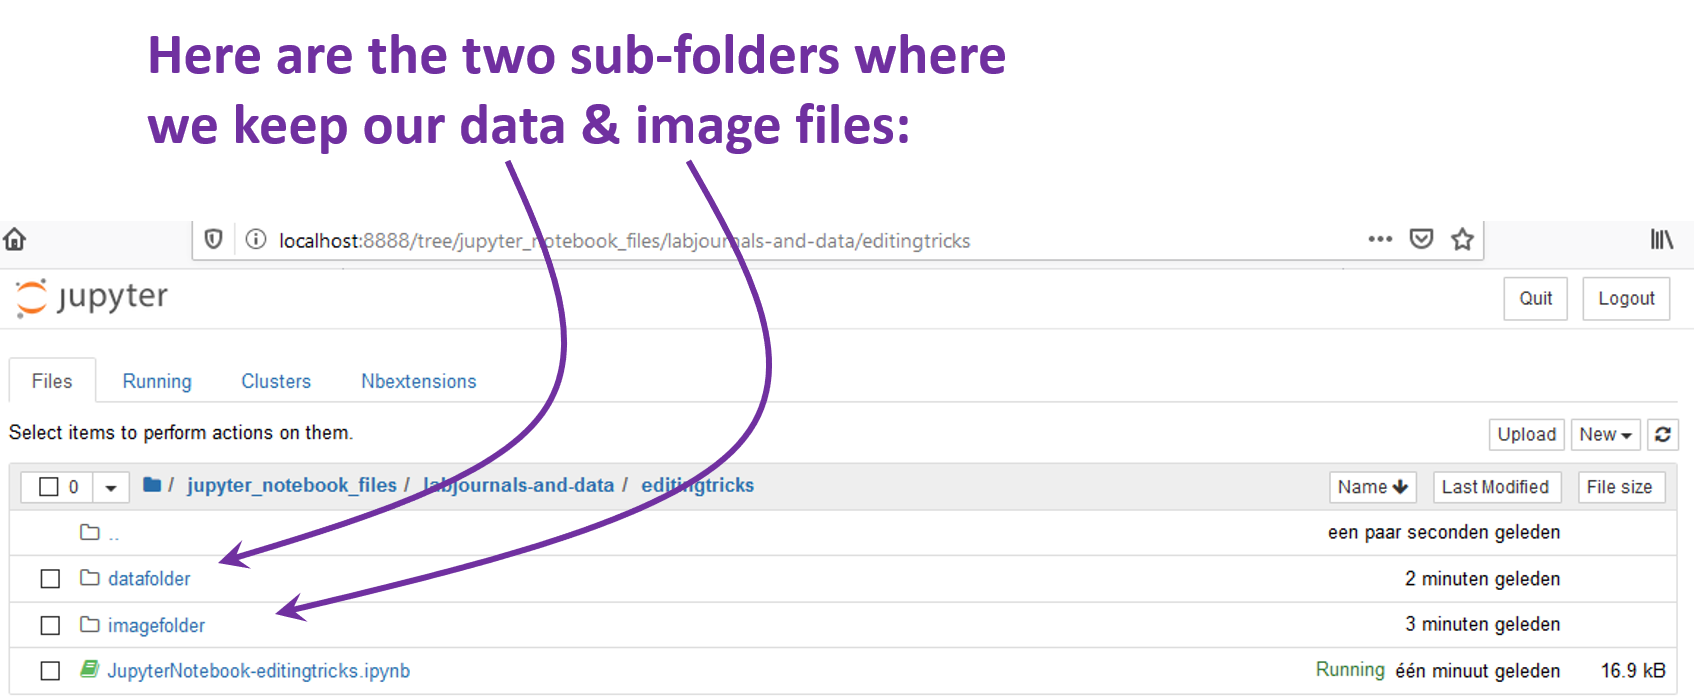 Here are the two sub-folders where
we keep our data & image files:
localhost:8888/tree/jupyter_notebook_files/labjournals-and-data/editingtricks
jupyter
Quit Logout
Files Running Clusters Nbextensions
Select items to perform actions on them.
Upload New
0 / jupyter_notebook_files / labjournals-and-data / editingtricks Name Last Modified File size
.. een paar seconden geleden
datafolder 2 minuten geleden
imagefolder 3 minuten geleden
JupyterNotebook-editingtricks.ipynb Running één minuut geleden 16.9 kB